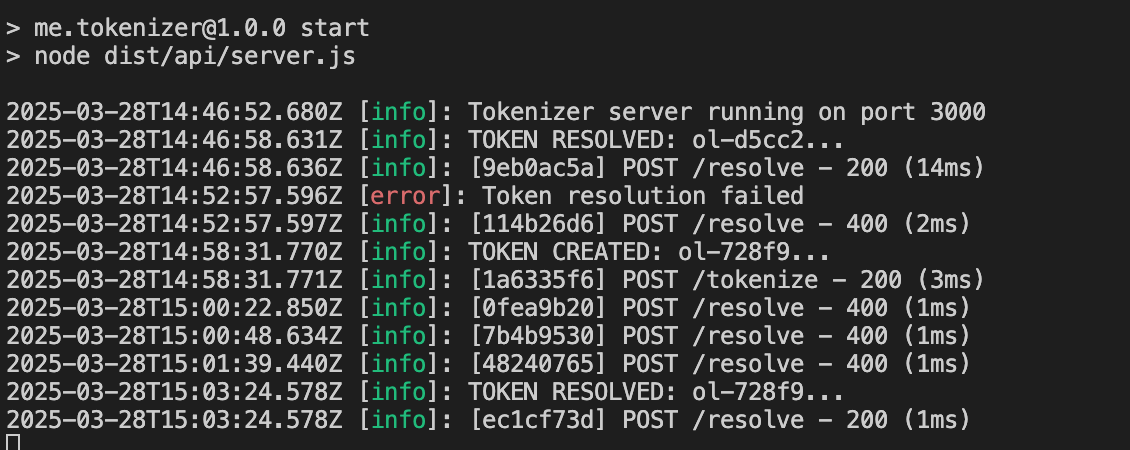 > me.tokenizer@1.0.0 start
> node dist/api/server.js
2025-03-28T14:46:52.680Z [info]: Tokenizer server running on port 3000
2025-03-28T14:46:58.631Z [info]: TOKEN RESOLVED: ol-d5cc2...
2025-03-28T14:46:58.636Z [info]: [9eb0ac5a] POST /resolve – 200 (14ms)
2025-03-28T14:52:57.596Z [error]: Token resolution failed
2025-03-28T14:52:57.597Z [info]: [114b26d6] POST /resolve – 400 (2ms)
2025-03-28T14:58:31.770Z [info]: TOKEN CREATED: ol-728f9...
2025-03-28T14:58:31.771Z [info]: [1a6335f6] POST /tokenize – 200 (3ms)
2025-03-28T15:00:22.850Z [info]: [0fea9b20] POST /resolve – 400 (1ms)
2025-03-28T15:00:48.634Z [info]: [7b4b9530] POST /resolve – 400 (1ms)
2025-03-28T15:01:39.440Z [info]: [48240765] POST /resolve – 400 (1ms)
2025-03-28T15:03:24.578Z [info]: TOKEN RESOLVED: ol-728f9...
2025-03-28T15:03:24.578Z [info]: [ec1cf73d] POST /resolve – 200 (1ms)